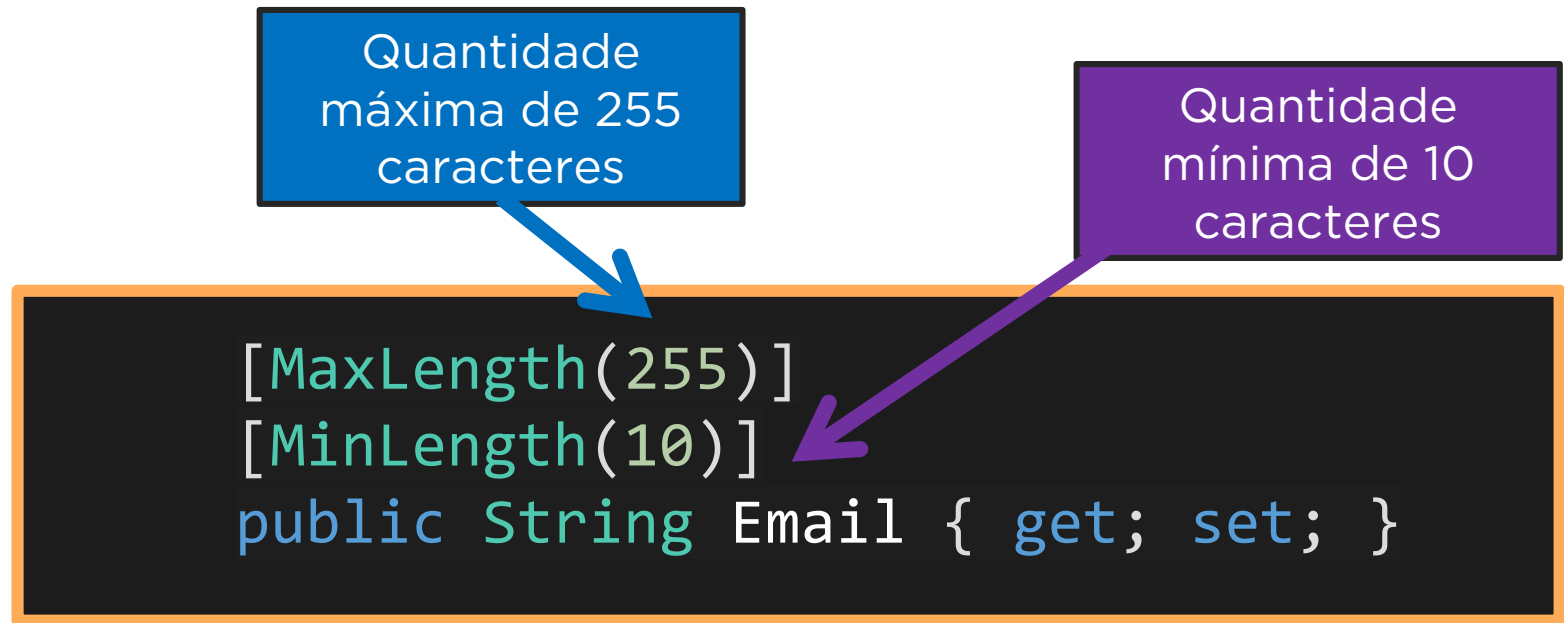 Quantidade
máxima de 255
caracteres
Quantidade
mínima de 10
caracteres
[MaxLength(255)]
[MinLength(10)]
public String Email { get; set; }